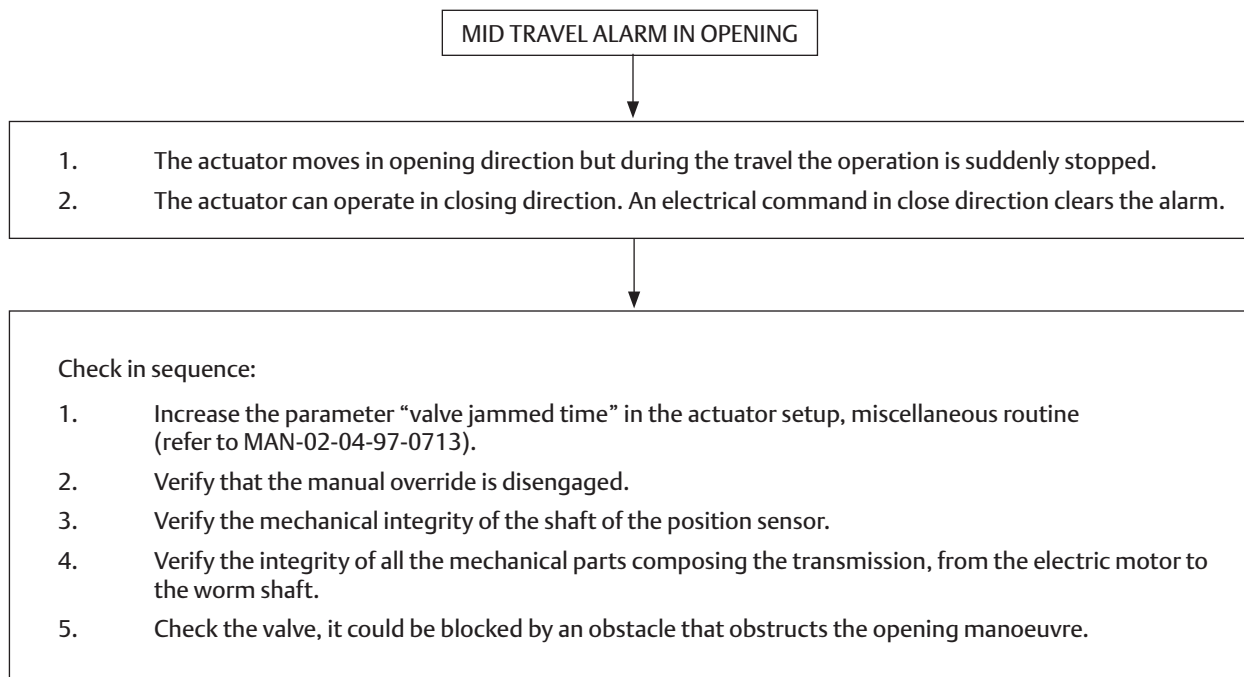 MID TRAVEL ALARM IN OPENING
1. The actuator moves in opening direction but during the travel the operation is suddenly stopped.
2. The actuator can operate in closing direction. An electrical command in close direction clears the alarm.
Check in sequence:
1. Increase the parameter “valve jammed time” in the actuator setup, miscellaneous routine
(refer to MAN-02-04-97-0713).
2. Verify that the manual override is disengaged.
3. Verify the mechanical integrity of the shaft of the position sensor.
4. Verify the integrity of all the mechanical parts composing the transmission, from the electric motor to
the worm shaft.
5. Check the valve, it could be blocked by an obstacle that obstructs the opening manoeuvre.